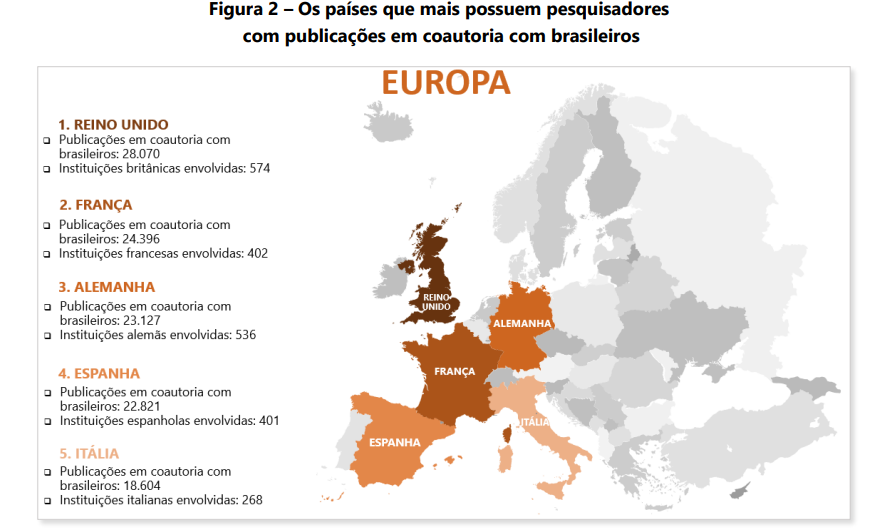 Figura 2 – Os países que mais possuem pesquisadores
com publicações em coautoria com brasileiros
EUROPA
1. REINO UNIDO
Publicações em coautoria com
brasileiros: 28.070
Instituições britânicas envolvidas: 574
2. FRANÇA
Publicações em coautoria com
brasileiros: 24.396
Instituições francesas envolvidas: 402
3. ALEMANHA
Publicações em coautoria com
brasileiros: 23.127
Instituições alemãs envolvidas: 536
4. ESPANHA
Publicações em coautoria com
brasileiros: 22.821
Instituições espanholas envolvidas: 401
5. ITÁLIA
Publicações em coautoria com
brasileiros: 18.604
Instituições italianas envolvidas: 268
REINO
UNIDO
ALEMANHA
FRANÇA
ITÁLIA
ESPANHA